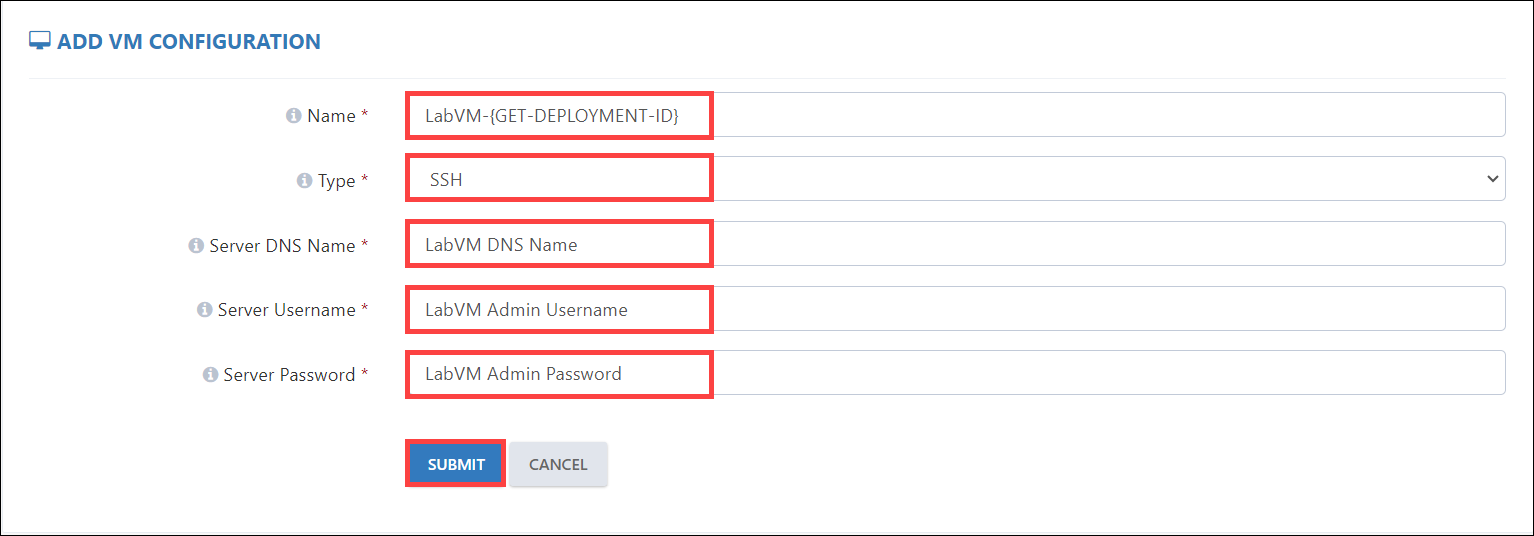 ADD VM CONFIGURATION
Name * LabVM-{GET-DEPLOYMENT-ID}
Type * SSH
Server DNS Name * LabVM DNS Name
Server Username * LabVM Admin Username
Server Password * LabVM Admin Password
SUBMIT CANCEL